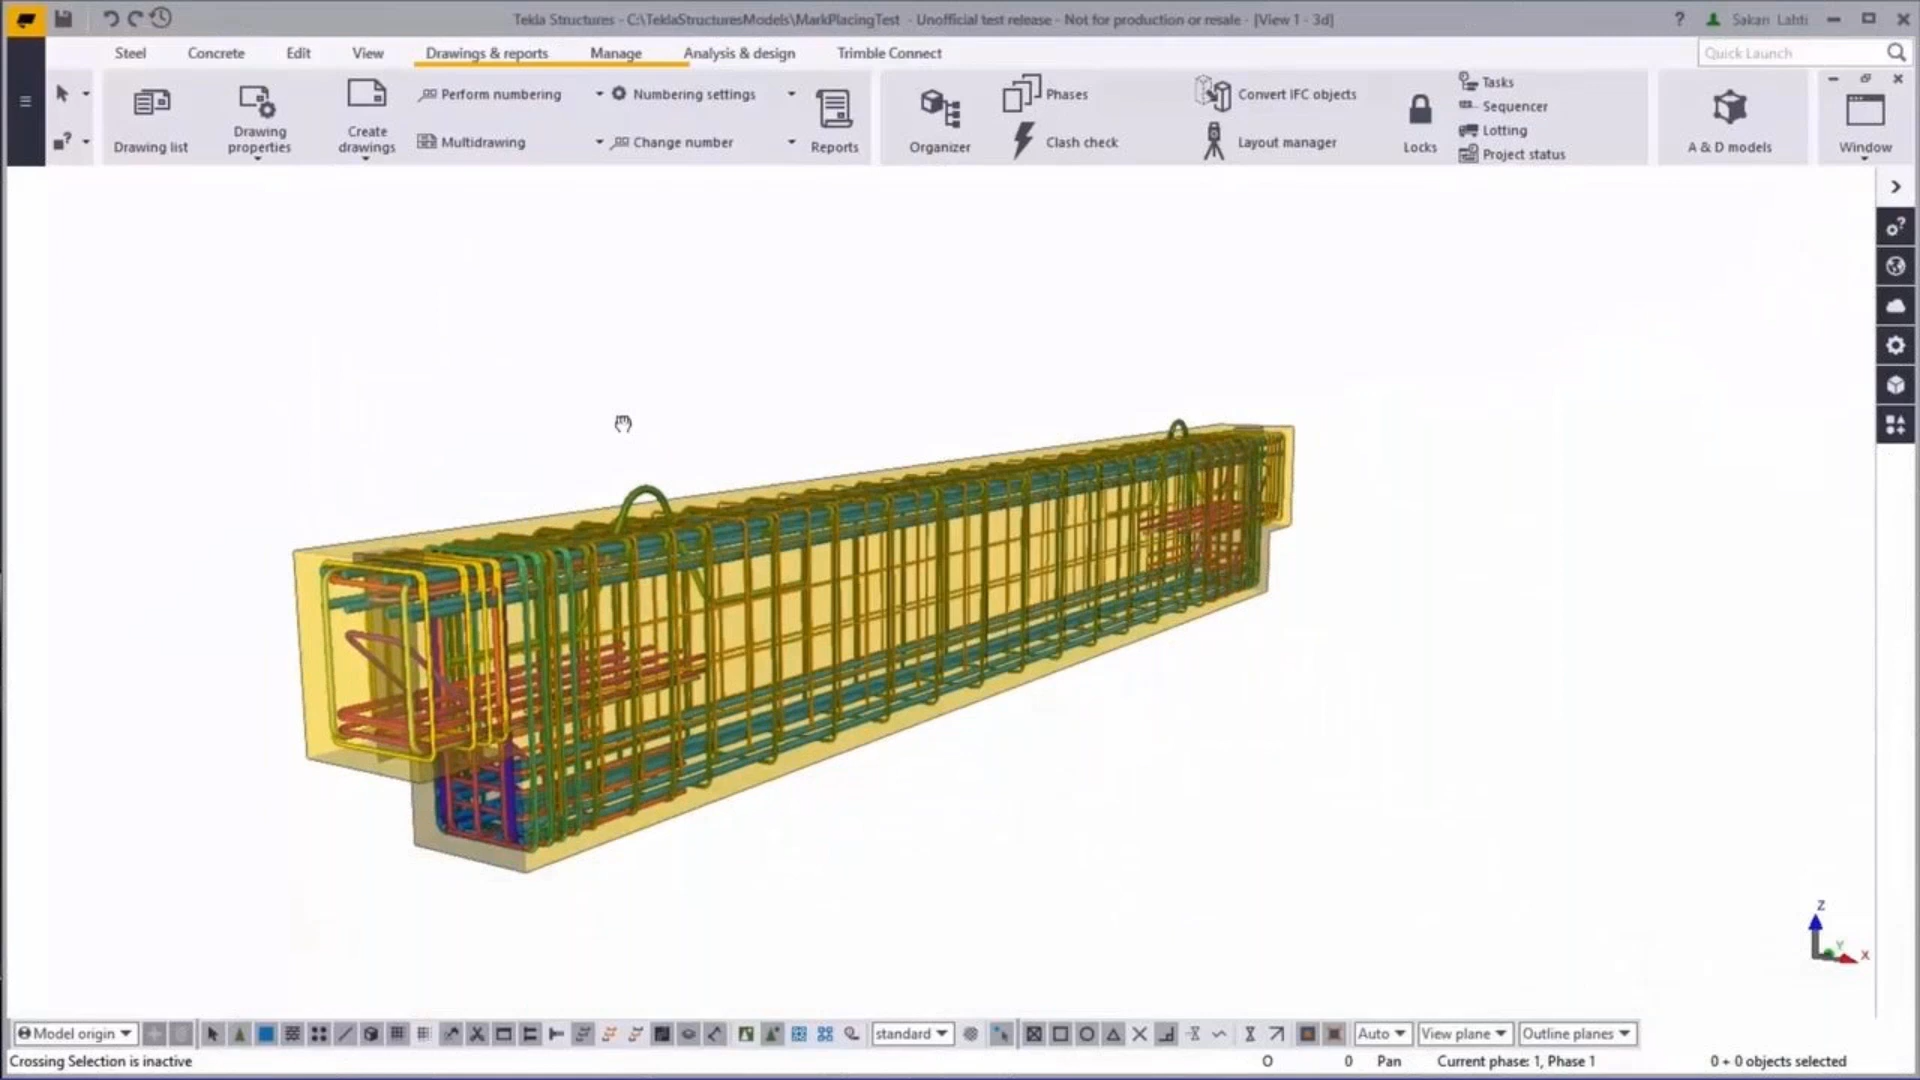 Tekla Structures - C:\TeklaStructuresModels\MarkPlacingTest - Unofficial test release - Not for production or resale - [View 1 - 3d]
? Sakari Lahti
Steel Concrete Edit View Drawings & reports Manage Analysis & design Trimble Connect Quick Launch
Drawing list
Drawing properties
Create drawings
Perform numbering
Multidrawing
Numbering settings
Change number
Reports
Organizer
Phases
Clash check
Convert IFC objects
Layout manager
Locks
Tasks
Sequencer
Lotting
Project status
A & D models
Window
Z
Y
X
Model origin standard Auto View plane Outline planes
Crossing Selection is inactive O 0 Pan Current phase: 1, Phase 1 0 + 0 objects selected